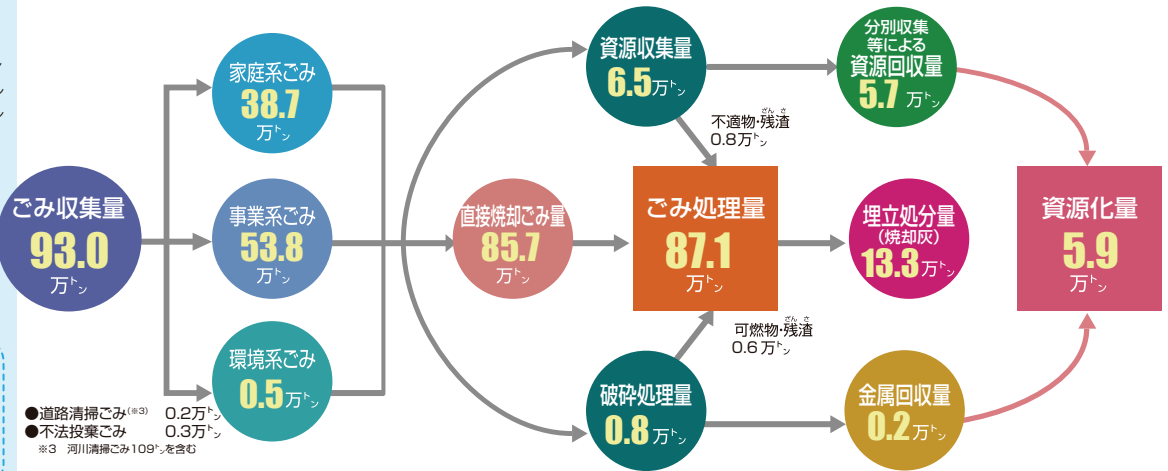 ごみ収集量
93.0
万トン
家庭系ごみ
38.7
万トン
事業系ごみ
53.8
万トン
環境系ごみ
0.5万トン
●道路清掃ごみ(※3) 0.2万トン
●不法投棄ごみ 0.3万トン
※3 河川清掃ごみ109トンを含む
資源収集量
6.5万トン
不適物・残渣
ざんさ
0.8万トン
直接焼却ごみ量
85.7
万トン
破砕処理量
0.8万トン
可燃物・残渣
ざんさ
0.6万トン
ごみ処理量
87.1
万トン
分別収集
等による
資源回収量
5.7万トン
埋立処分量
(焼却灰)
13.3万トン
金属回収量
0.2万トン
資源化量
5.9
万トン